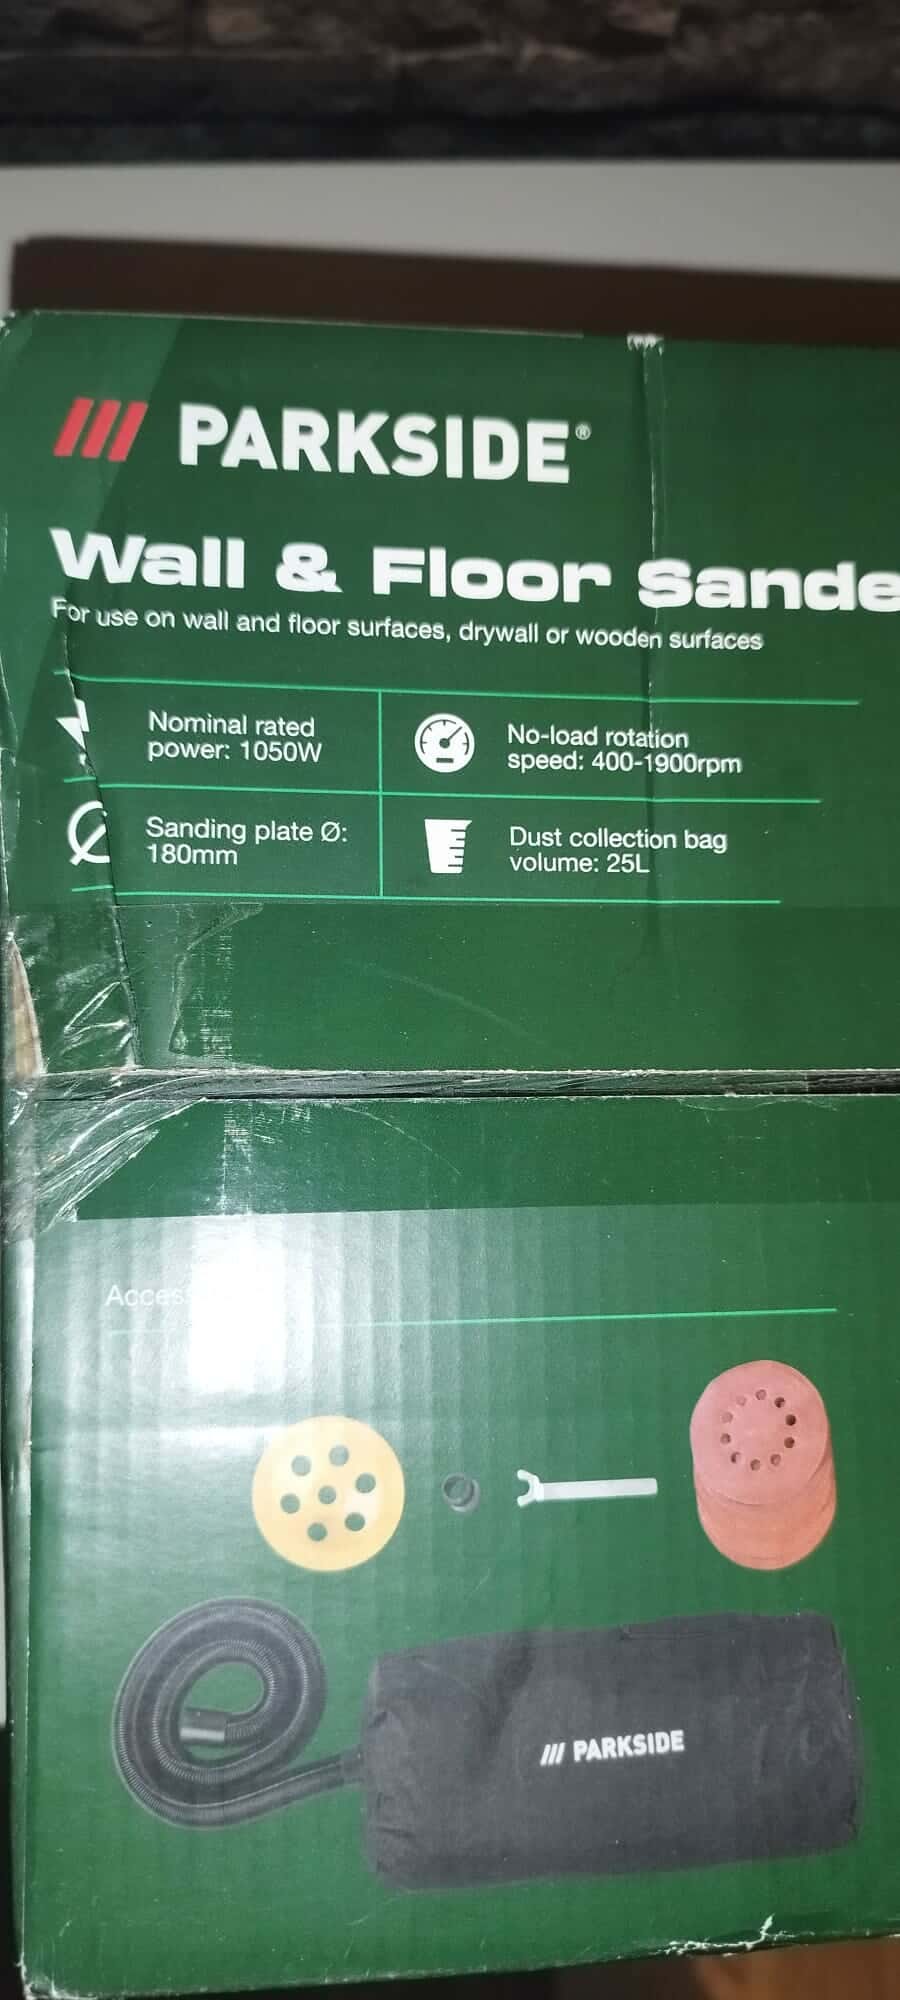 PARKSIDE®
Wall & Floor Sande
For use on wall and floor surfaces, drywall or wooden surfaces
Nominal rated
power: 1050W
No-load rotation
speed: 400-1900rpm
Sanding plate Ø:
180mm
Dust collection bag
volume: 25L
Acces
PARKSIDE